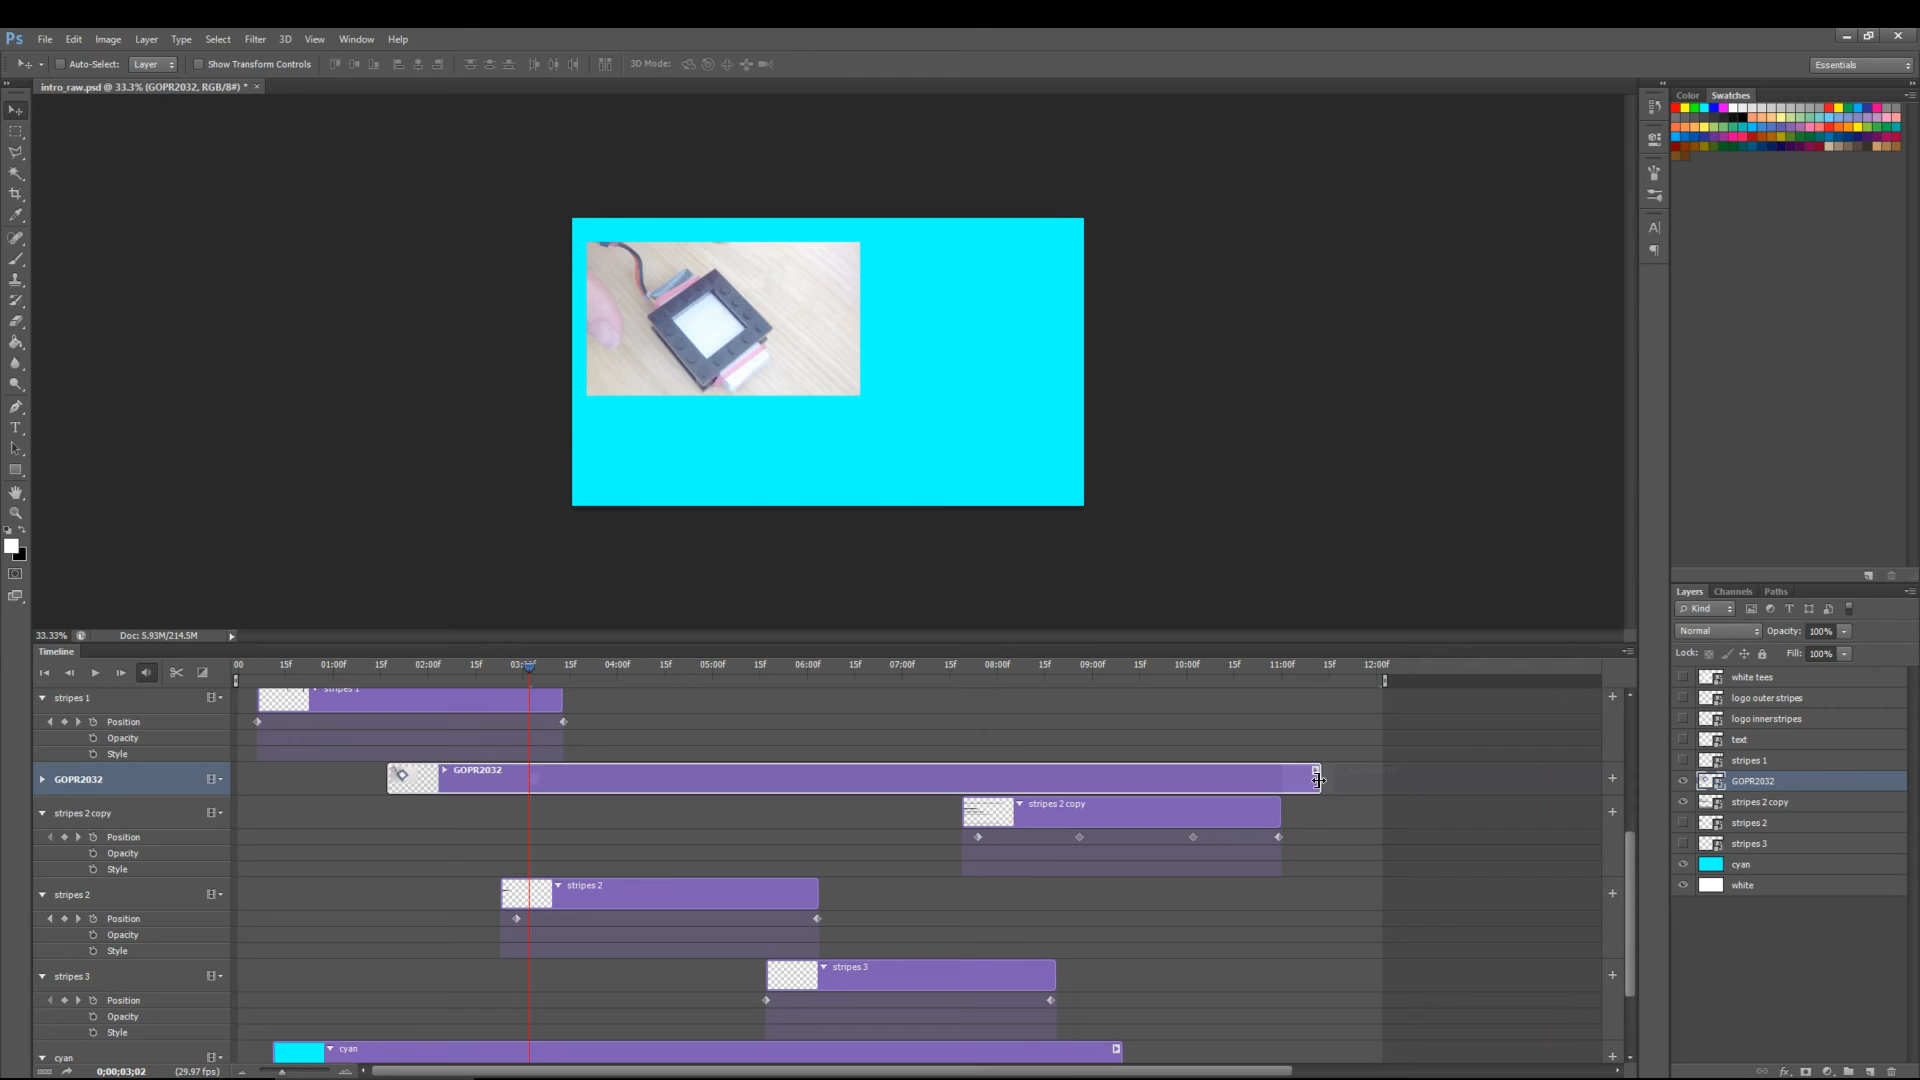 Ps File Edit Image Layer Type Select Filter 3D View Window Help
Auto-Select: Layer Show Transform Controls 3D Mode: Essentials
intro_raw.psd @ 33.3% (GOPR2032, RGB/8#) * ×
Color Swatches
33.33% Doc: 5.93M/214.5M
Layers Channels Paths
Kind
Normal Opacity: 100%
Lock: Fill: 100%
white tees
logo outer stripes
logo inner stripes
text
stripes 1
GOPR2032
stripes 2 copy
stripes 2
stripes 3
cyan
white
Timeline
00 15f 01:00f 15f 02:00f 15f 03:00f 15f 04:00f 15f 05:00f 15f 06:00f 15f 07:00f 15f 08:00f 15f 09:00f 15f 10:00f 15f 11:00f 15f 12:00f
stripes 1 stripes 1
Position
Opacity
Style
GOPR2032 GOPR2032
stripes 2 copy stripes 2 copy
Position
Opacity
Style
stripes 2 stripes 2
Position
Opacity
Style
stripes 3 stripes 3
Position
Opacity
Style
cyan cyan
0;00;03;02 (29.97 fps)